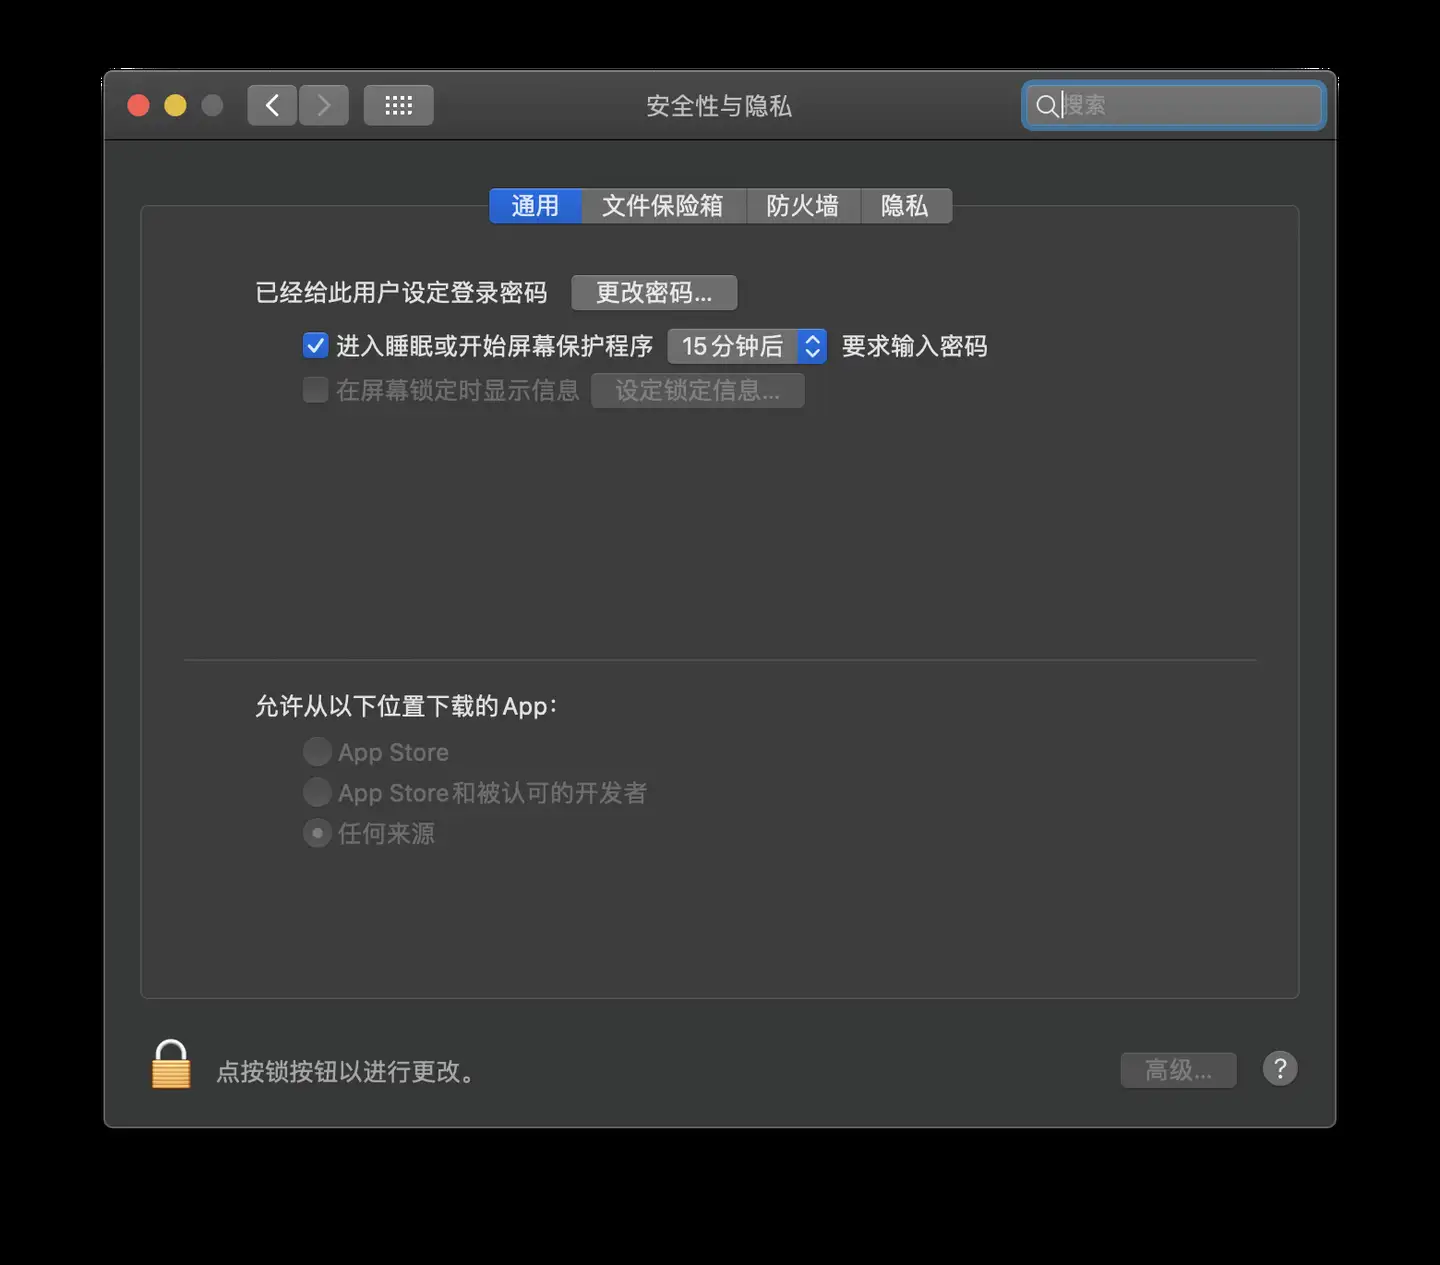 安全性与隐私
搜索
通用 文件保险箱 防火墙 隐私
已经给此用户设定登录密码 更改密码...
进入睡眠或开始屏幕保护程序 15分钟后 要求输入密码
在屏幕锁定时显示信息 设定锁定信息...
允许从以下位置下载的App：
App Store
App Store和被认可的开发者
任何来源
点按锁按钮以进行更改。
高级... ?